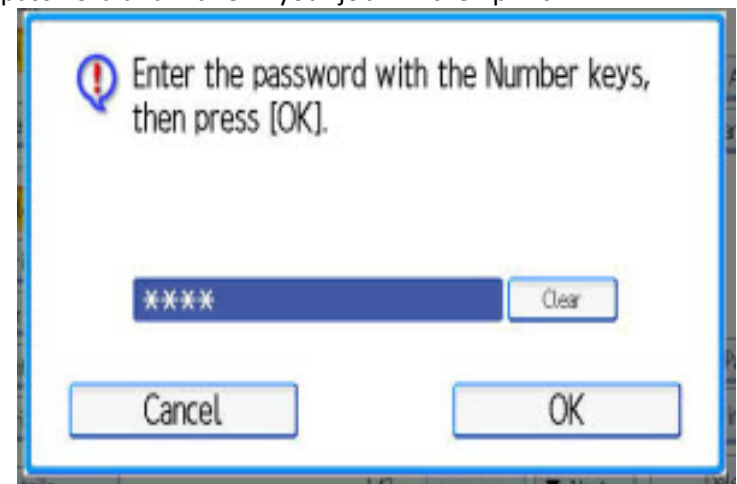 Enter the password with the Number keys,
then press [OK].
****
Clear
Cancel
OK